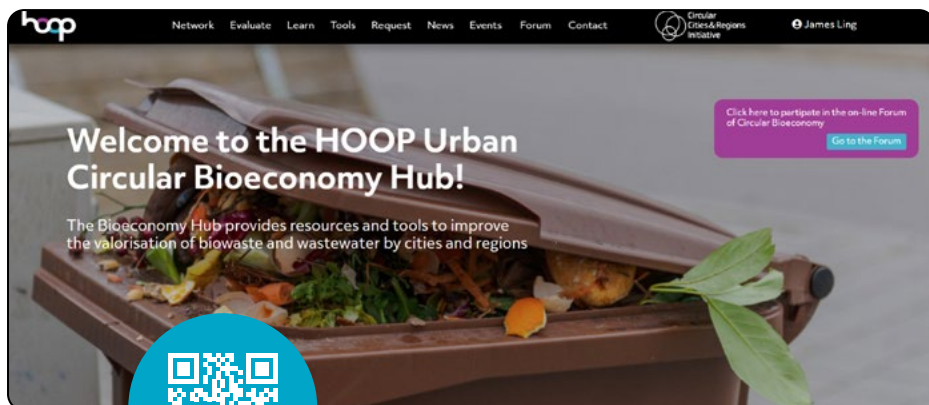 hoop
Network Evaluate Learn Tools Request News Events Forum Contact
Circular
Cities&Regions
Initiative
James Ling
Click here to partipate in the on-line Forum
of Circular Bioeconomy
Go to the Forum
Welcome to the HOOP Urban
Circular Bioeconomy Hub!
The Bioeconomy Hub provides resources and tools to improve
the valorisation of biowaste and wastewater by cities and regions